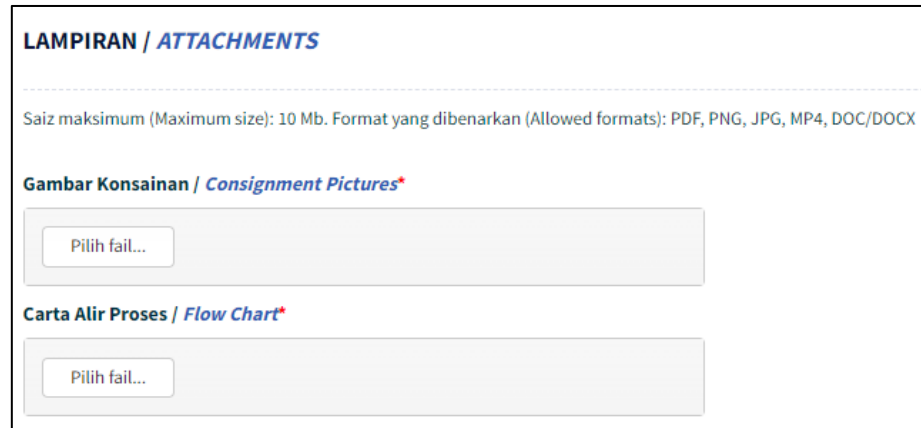 LAMPIRAN / ATTACHMENTS
Saiz maksimum (Maximum size): 10 Mb. Format yang dibenarkan (Allowed formats): PDF, PNG, JPG, MP4, DOC/DOCX
Gambar Konsainan / Consignment Pictures*
Pilih fail...
Carta Alir Proses / Flow Chart*
Pilih fail...